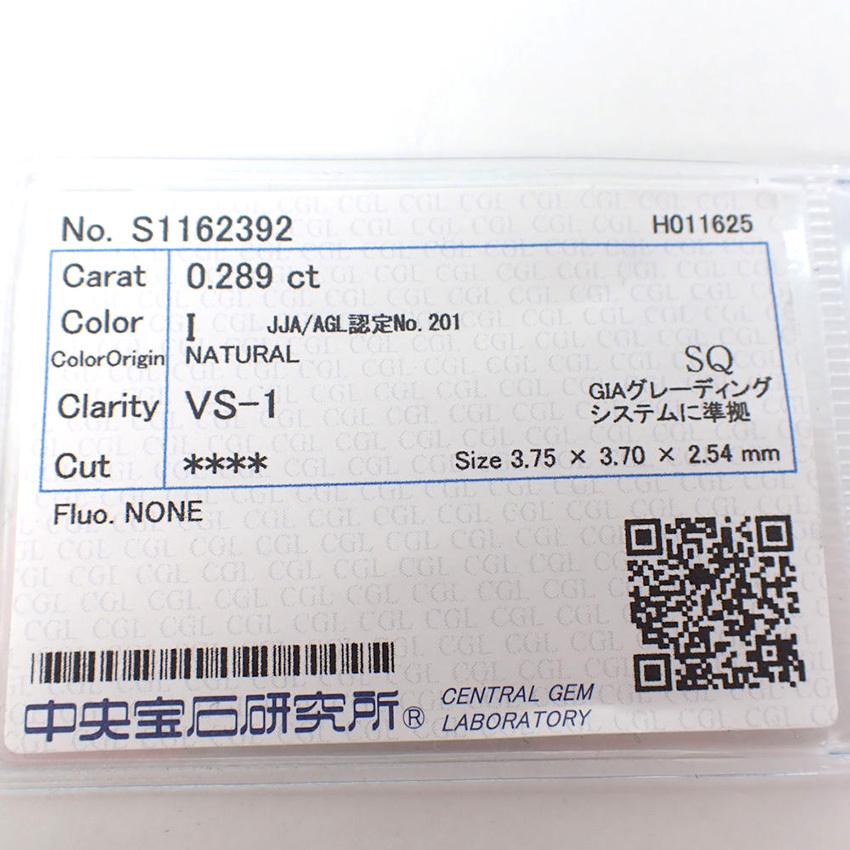 No. S1162392 H011625
Carat 0.289 ct
Color I JJA/AGL認定No. 201
ColorOrigin NATURAL SQ
Clarity VS-1 GIAグレーディング
システムに準拠
Cut **** Size 3.75 × 3.70 × 2.54 mm
Fluo. NONE
中央宝石研究所® CENTRAL GEM
LABORATORY